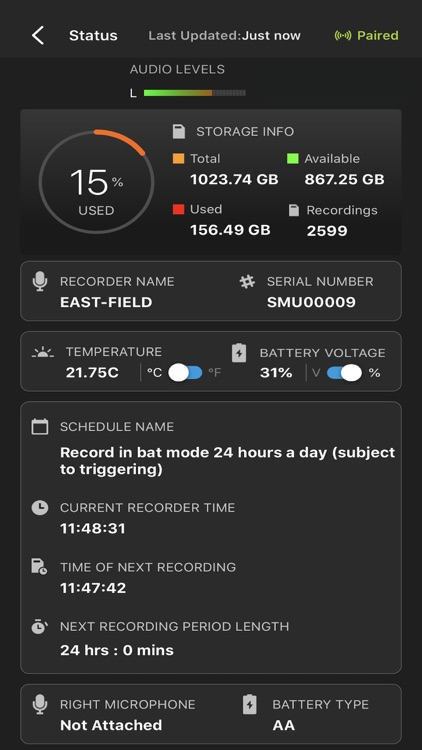 Status Last Updated:Just now Paired
AUDIO LEVELS
L
15% USED
STORAGE INFO
Total Available
1023.74 GB 867.25 GB
Used Recordings
156.49 GB 2599
RECORDER NAME SERIAL NUMBER
EAST-FIELD SMU00009
TEMPERATURE BATTERY VOLTAGE
21.75C °C °F 31% V %
SCHEDULE NAME
Record in bat mode 24 hours a day (subject
to triggering)
CURRENT RECORDER TIME
11:48:31
TIME OF NEXT RECORDING
11:47:42
NEXT RECORDING PERIOD LENGTH
24 hrs : 0 mins
RIGHT MICROPHONE BATTERY TYPE
Not Attached AA